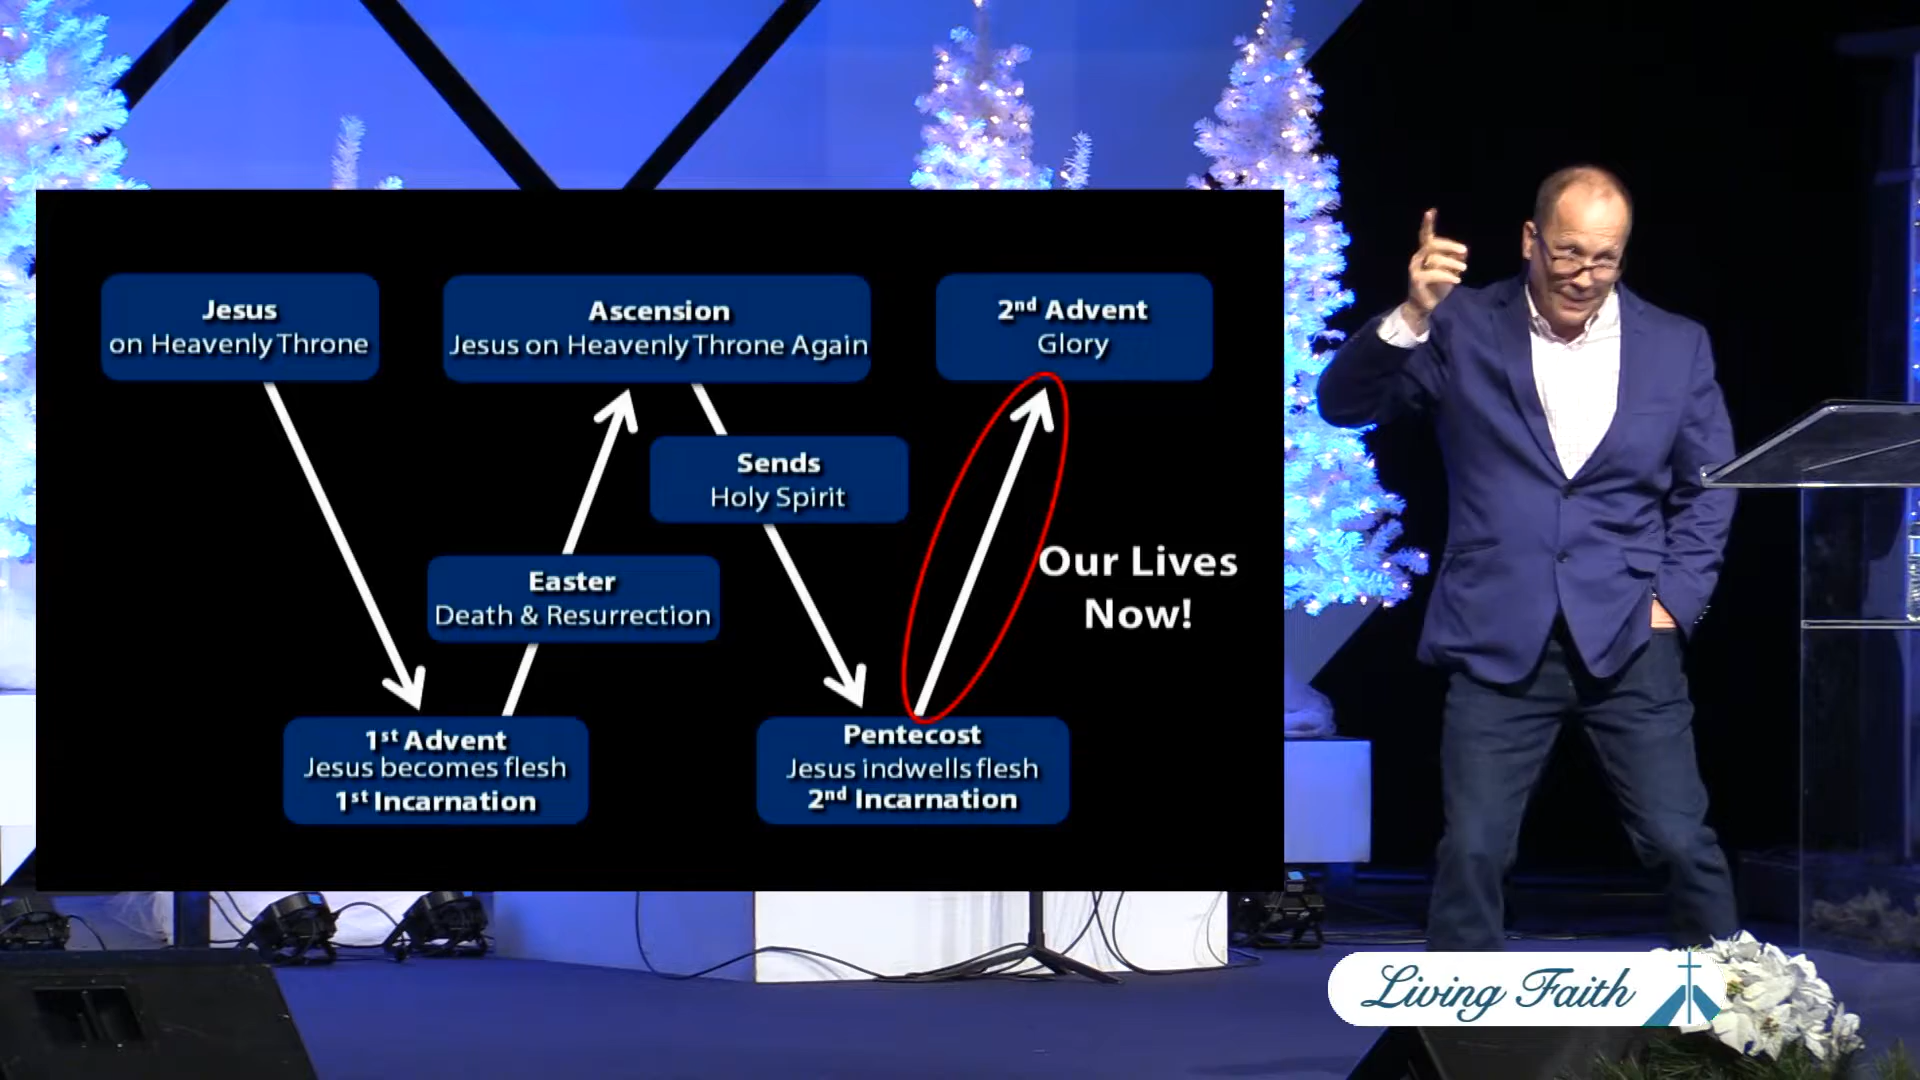 Jesus
on Heavenly Throne
Ascension
Jesus on Heavenly Throne Again
2nd Advent
Glory
Sends
Holy Spirit
Easter
Death & Resurrection
Our Lives
Now!
1st Advent
Jesus becomes flesh
1st Incarnation
Pentecost
Jesus indwells flesh
2nd Incarnation
Living Faith